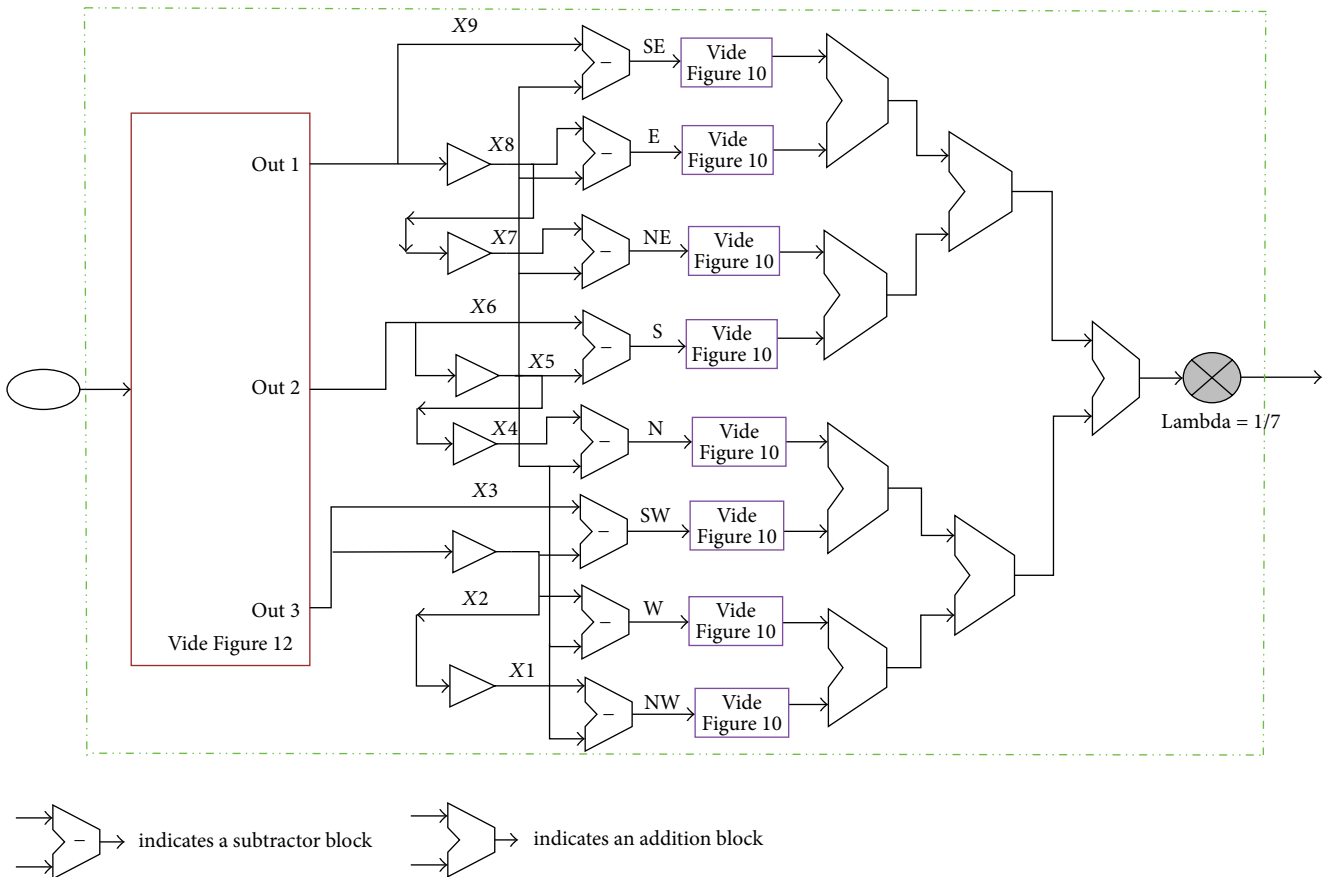 X9
SE
Vide
Figure 10
Out 1
X8
E
Vide
Figure 10
X7
NE
Vide
Figure 10
X6
S
Vide
Figure 10
Out 2
X5
X4
N
Vide
Figure 10
Lambda = 1/7
X3
SW
Vide
Figure 10
Out 3
X2
W
Vide
Figure 10
Vide Figure 12
X1
NW
Vide
Figure 10
−
−
−
−
−
−
−
−
− indicates a subtractor block
indicates an addition block